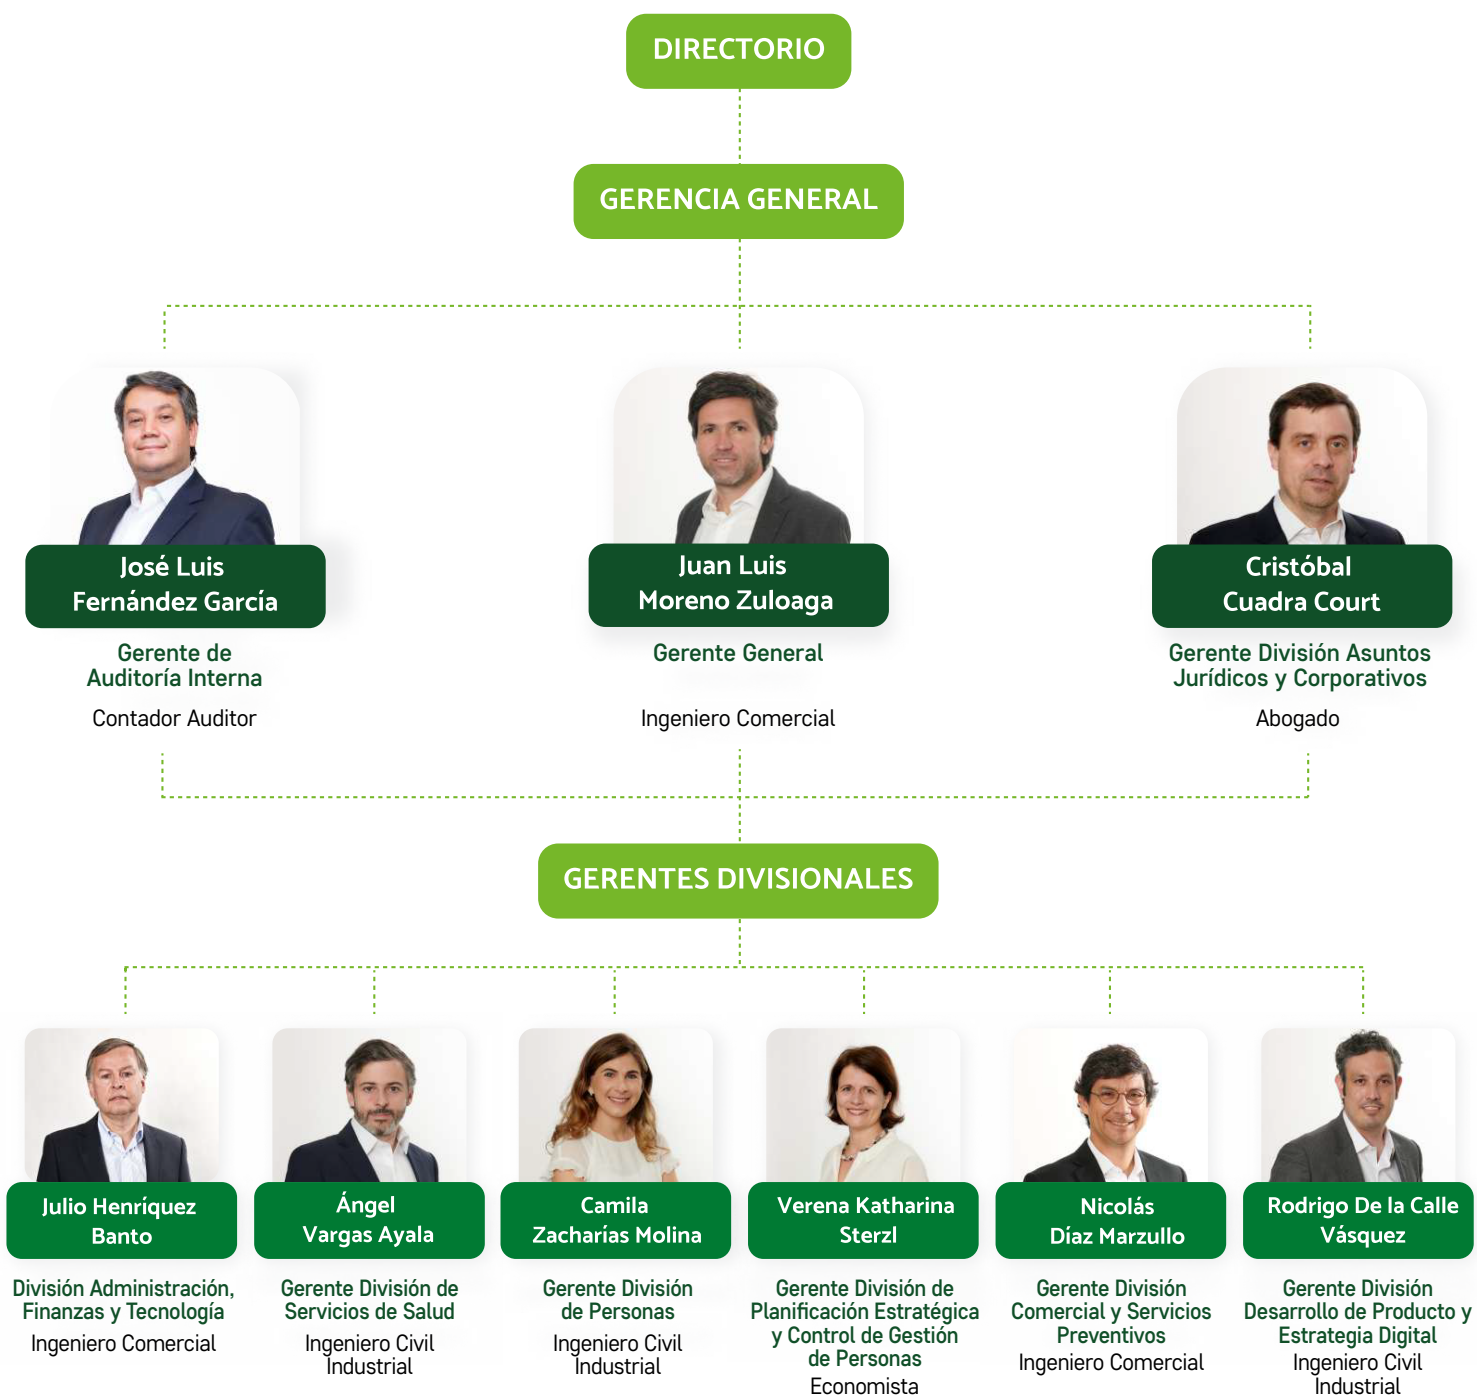 DIRECTORIO
GERENCIA GENERAL
José Luis
Fernández García
Gerente de
Auditoría Interna
Contador Auditor
Juan Luis
Moreno Zuloaga
Gerente General
Ingeniero Comercial
Cristóbal
Cuadra Court
Gerente División Asuntos
Jurídicos y Corporativos
Abogado
GERENTES DIVISIONALES
Julio Henríquez
Banto
División Administración,
Finanzas y Tecnología
Ingeniero Comercial
Ángel
Vargas Ayala
Gerente División de
Servicios de Salud
Ingeniero Civil
Industrial
Camila
Zacharías Molina
Gerente División
de Personas
Ingeniero Civil
Industrial
Verena Katharina
Sterzl
Gerente División de
Planificación Estratégica
y Control de Gestión
de Personas
Economista
Nicolás
Díaz Marzullo
Gerente División
Comercial y Servicios
Preventivos
Ingeniero Comercial
Rodrigo De la Calle
Vásquez
Gerente División
Desarrollo de Producto y
Estrategia Digital
Ingeniero Civil
Industrial